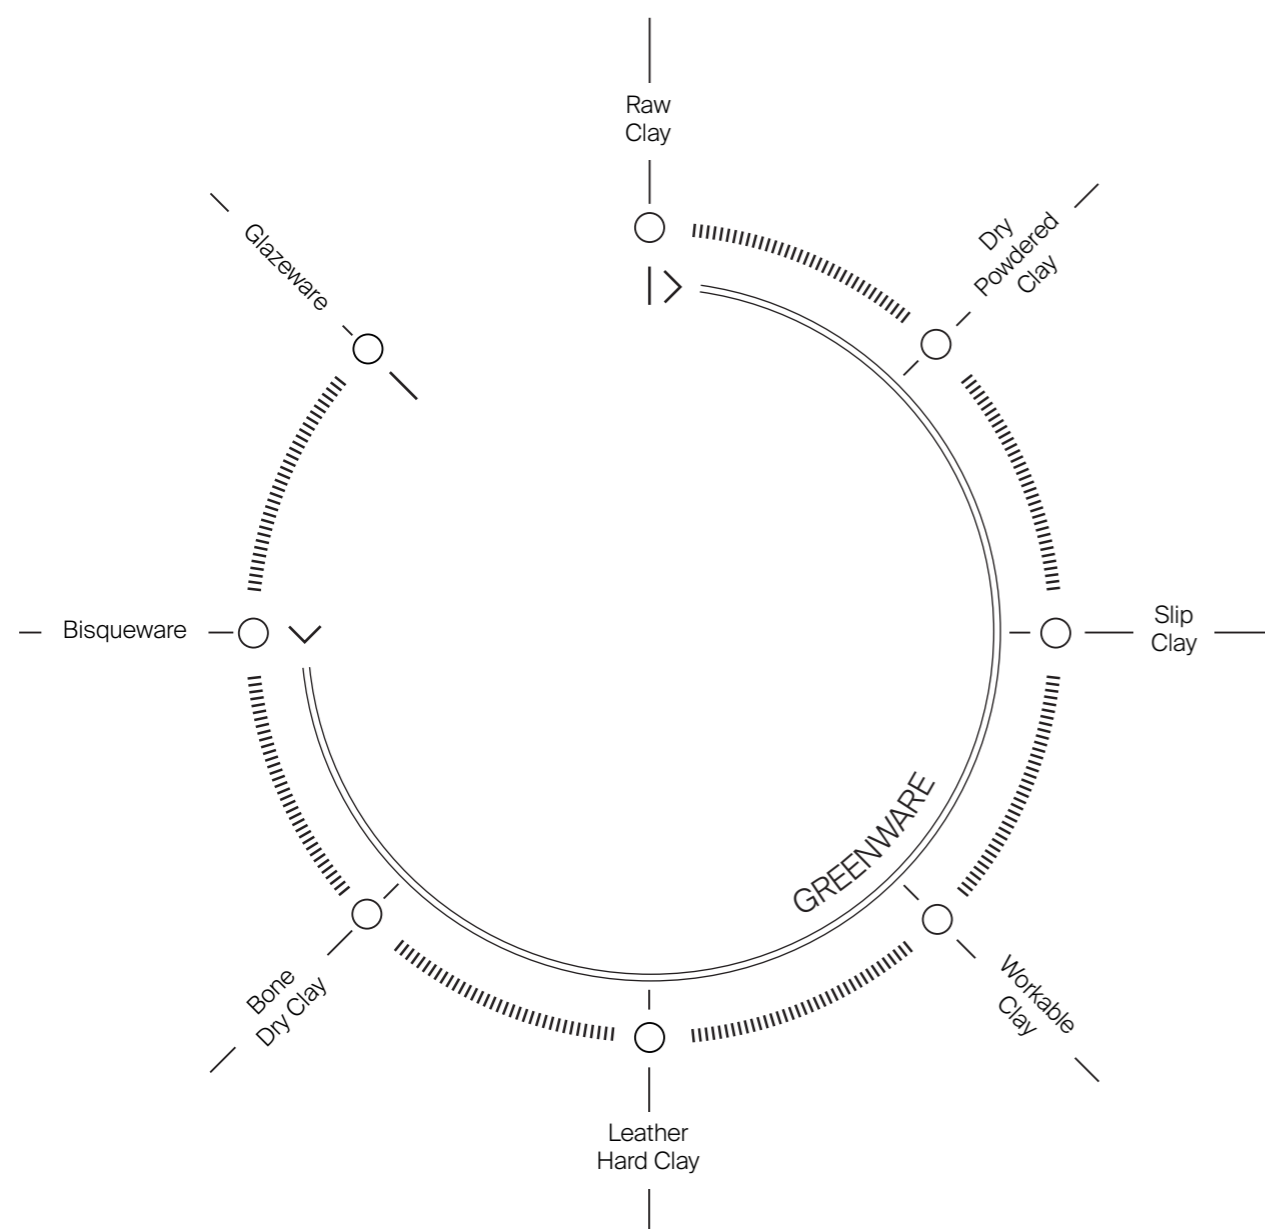 Raw
Clay
Dry
Powdered
Clay
Slip
Clay
Workable
Clay
Leather
Hard Clay
Bone
Dry Clay
Bisqueware
Glazeware
GREENWARE